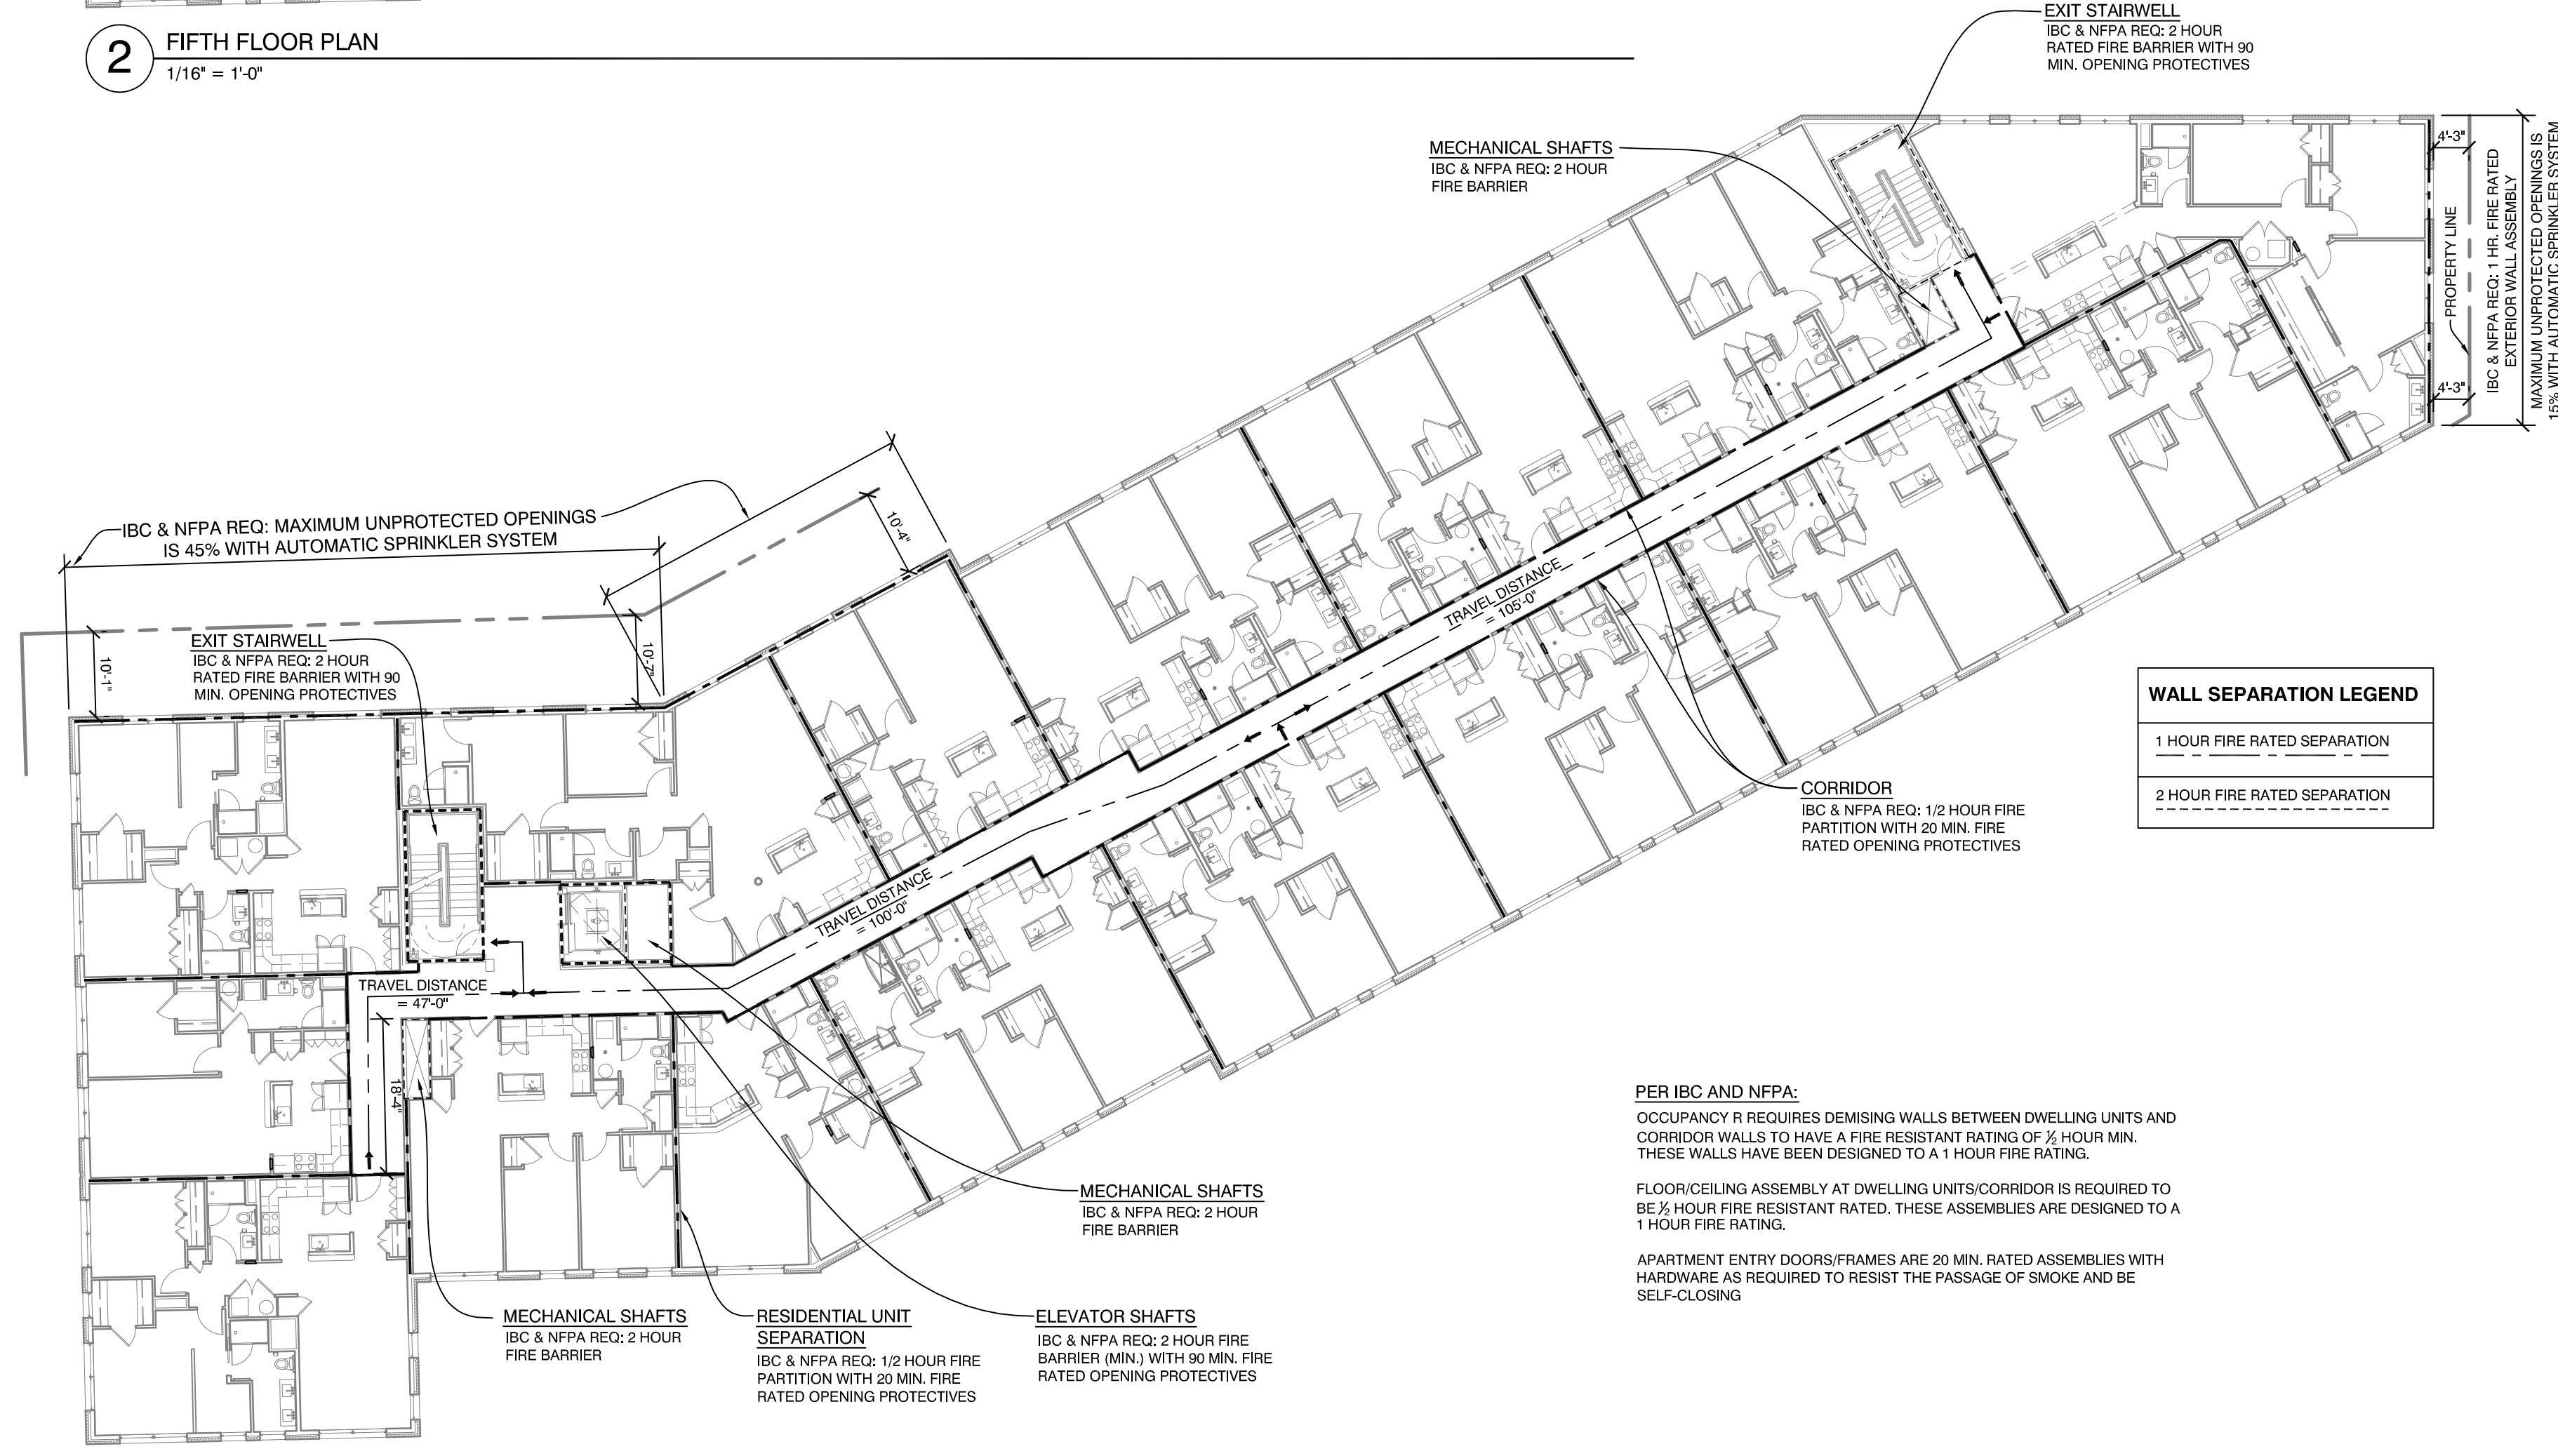 2
FIFTH FLOOR PLAN
1/16" = 1'-0"
EXIT STAIRWELL
IBC & NFPA REQ: 2 HOUR
RATED FIRE BARRIER WITH 90
MIN. OPENING PROTECTIVES
MECHANICAL SHAFTS
IBC & NFPA REQ: 2 HOUR
FIRE BARRIER
4'-3"
PROPERTY LINE
4'-3"
IBC & NFPA REQ: 1 HR. FIRE RATED
EXTERIOR WALL ASSEMBLY
MAXIMUM UNPROTECTED OPENINGS IS
15% WITH AUTOMATIC SPRINKLER SYSTEM
IBC & NFPA REQ: MAXIMUM UNPROTECTED OPENINGS
IS 45% WITH AUTOMATIC SPRINKLER SYSTEM
10'-4"
10'-1"
10'-7"
EXIT STAIRWELL
IBC & NFPA REQ: 2 HOUR
RATED FIRE BARRIER WITH 90
MIN. OPENING PROTECTIVES
TRAVEL DISTANCE
= 105'-0"
WALL SEPARATION LEGEND
1 HOUR FIRE RATED SEPARATION
2 HOUR FIRE RATED SEPARATION
CORRIDOR
IBC & NFPA REQ: 1/2 HOUR FIRE
PARTITION WITH 20 MIN. FIRE
RATED OPENING PROTECTIVES
TRAVEL DISTANCE
= 100'-0"
TRAVEL DISTANCE
= 47'-0"
18'-4"
PER IBC AND NFPA:
OCCUPANCY R REQUIRES DEMISING WALLS BETWEEN DWELLING UNITS AND
CORRIDOR WALLS TO HAVE A FIRE RESISTANT RATING OF ½ HOUR MIN.
THESE WALLS HAVE BEEN DESIGNED TO A 1 HOUR FIRE RATING.
FLOOR/CEILING ASSEMBLY AT DWELLING UNITS/CORRIDOR IS REQUIRED TO
BE ½ HOUR FIRE RESISTANT RATED. THESE ASSEMBLIES ARE DESIGNED TO A
1 HOUR FIRE RATING.
APARTMENT ENTRY DOORS/FRAMES ARE 20 MIN. RATED ASSEMBLIES WITH
HARDWARE AS REQUIRED TO RESIST THE PASSAGE OF SMOKE AND BE
SELF-CLOSING
MECHANICAL SHAFTS
IBC & NFPA REQ: 2 HOUR
FIRE BARRIER
MECHANICAL SHAFTS
IBC & NFPA REQ: 2 HOUR
FIRE BARRIER
RESIDENTIAL UNIT
SEPARATION
IBC & NFPA REQ: 1/2 HOUR FIRE
PARTITION WITH 20 MIN. FIRE
RATED OPENING PROTECTIVES
ELEVATOR SHAFTS
IBC & NFPA REQ: 2 HOUR FIRE
BARRIER (MIN.) WITH 90 MIN. FIRE
RATED OPENING PROTECTIVES